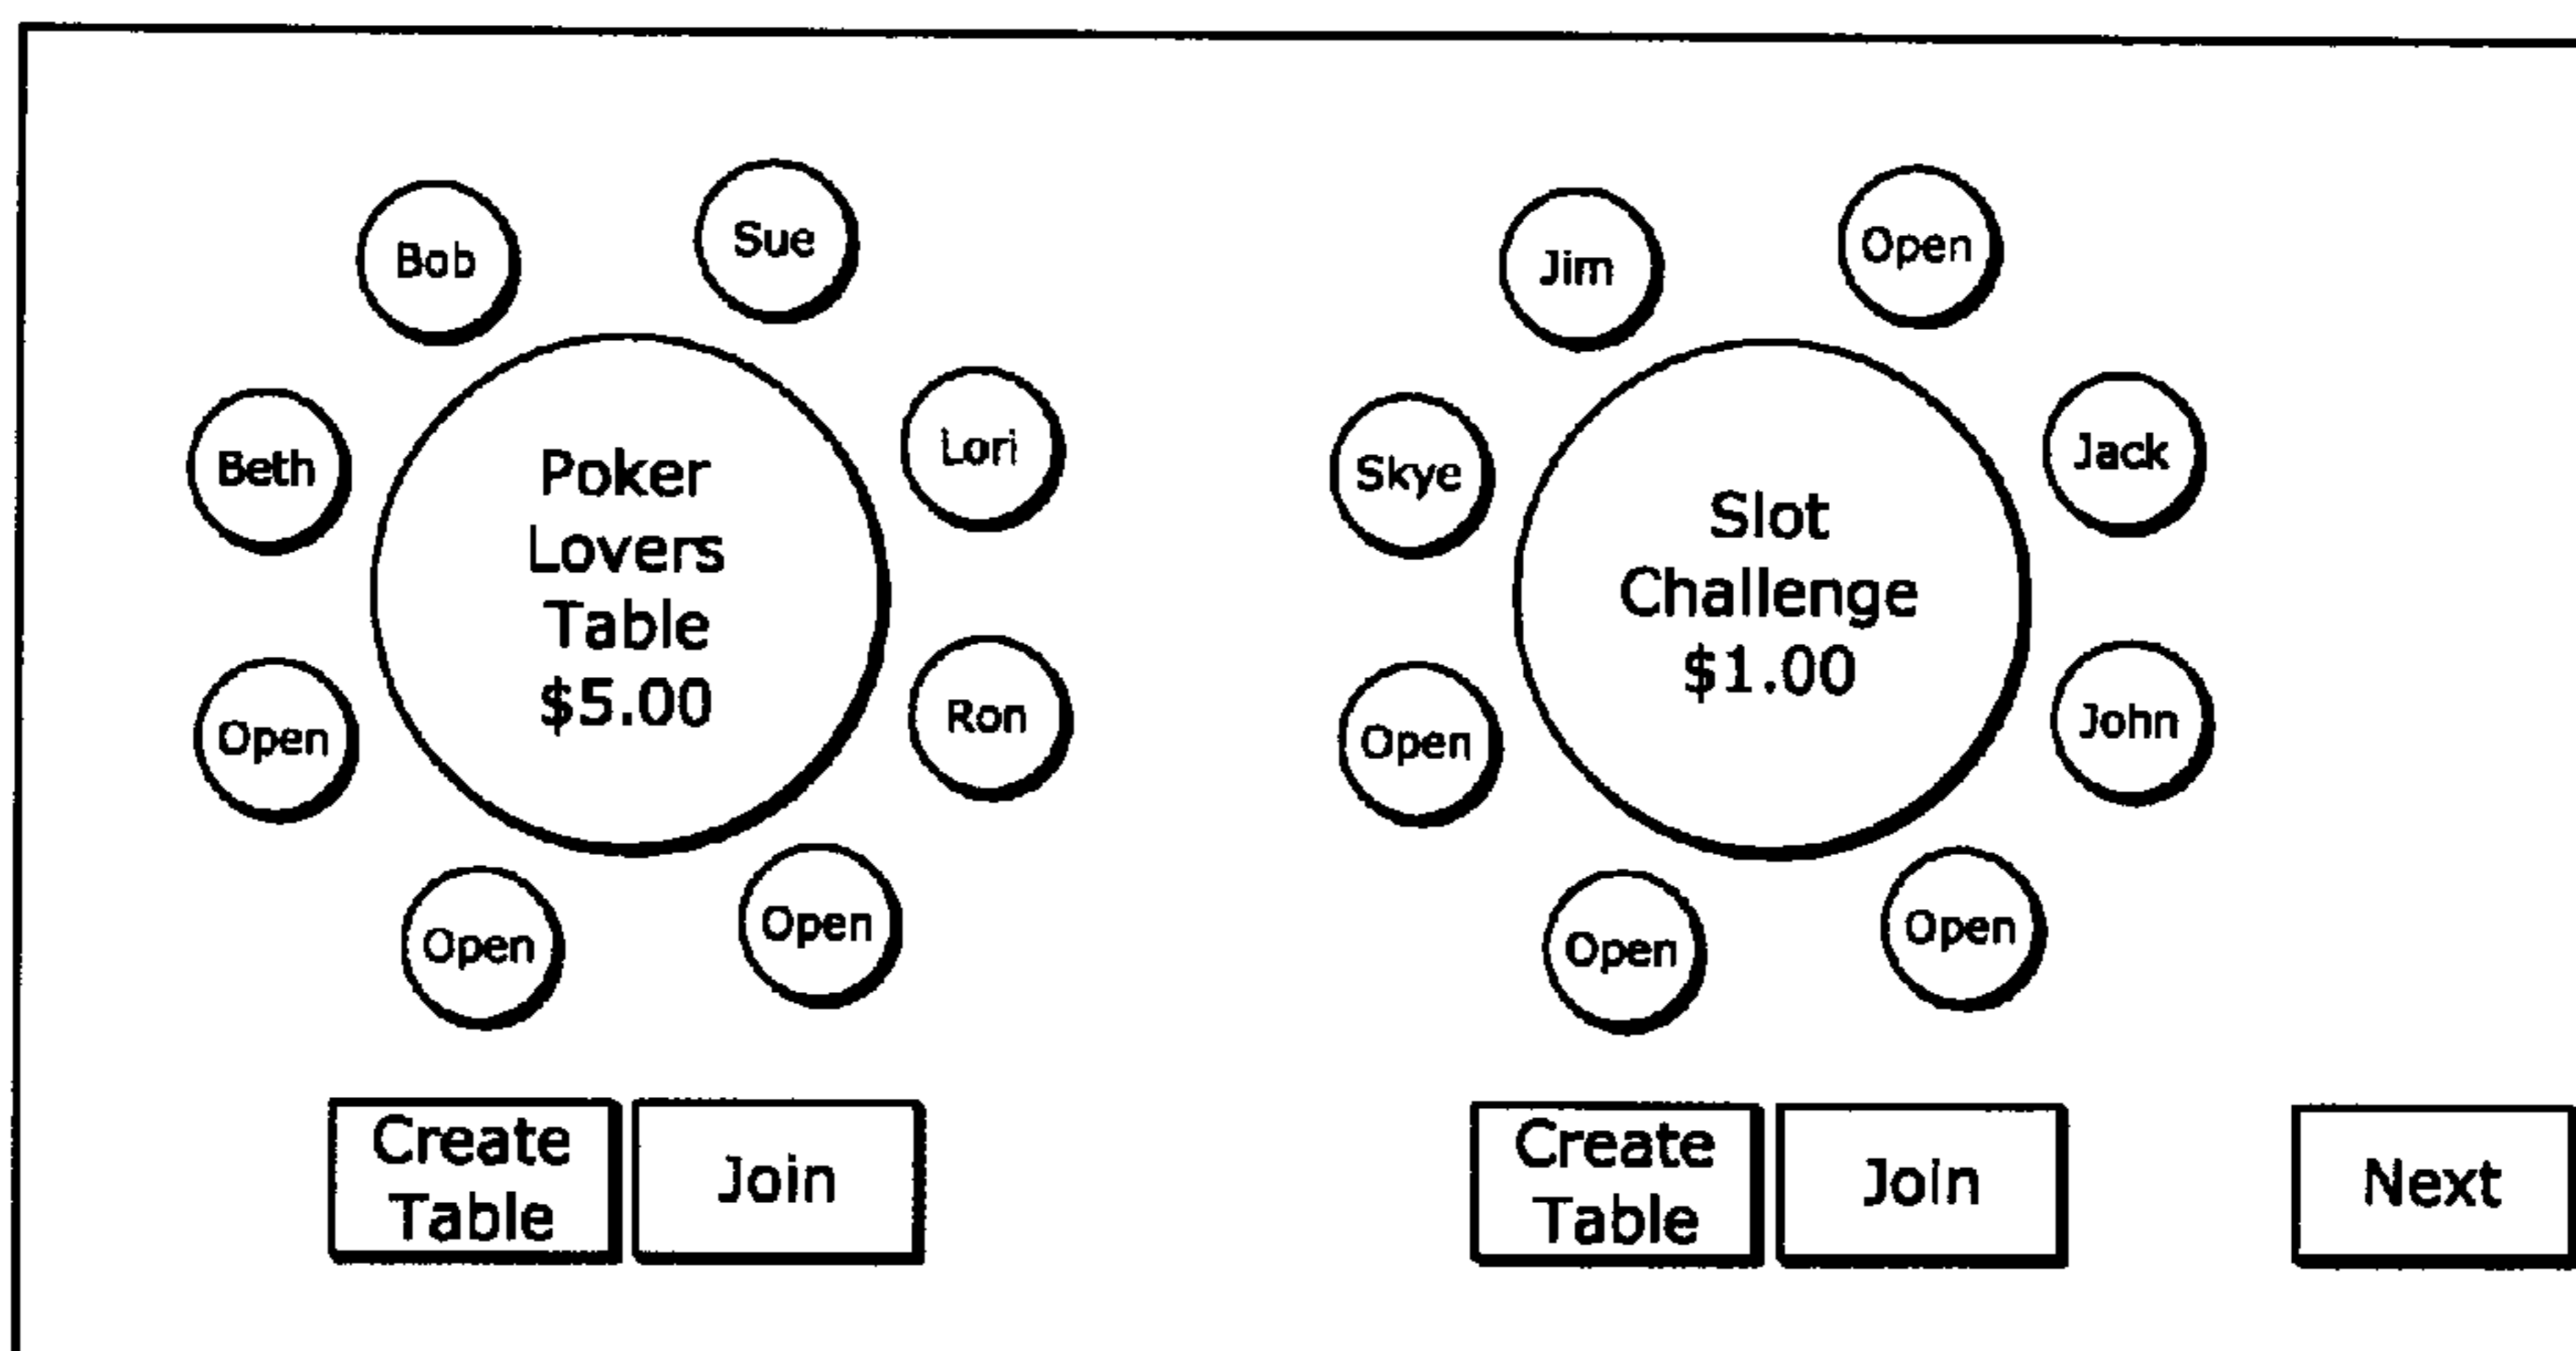 Bob
Sue
Beth
Lori
Poker
Lovers
Table
$5.00
Open
Ron
Open
Open
Create
Table
Join
Jim
Open
Skye
Jack
Slot
Challenge
$1.00
Open
John
Open
Open
Create
Table
Join
Next